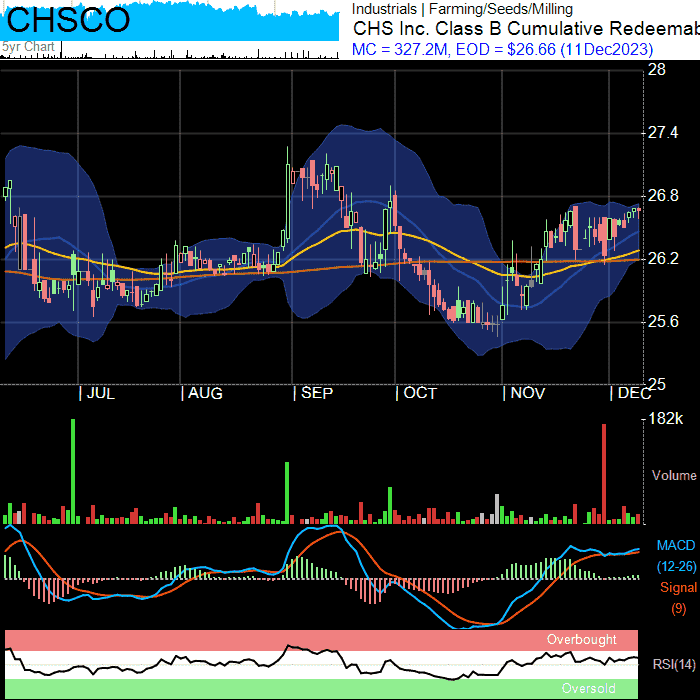 CHSCO
5yr Chart
Industrials | Farming/Seeds/Milling
CHS Inc. Class B Cumulative Redeemab
MC = 327.2M, EOD = $26.66 (11Dec2023)
28
27.4
26.8
26.2
25.6
25
| JUL | AUG | SEP | OCT | NOV | DEC
182k
Volume
MACD
(12-26)
Signal
(9)
Overbought
RSI(14)
Oversold